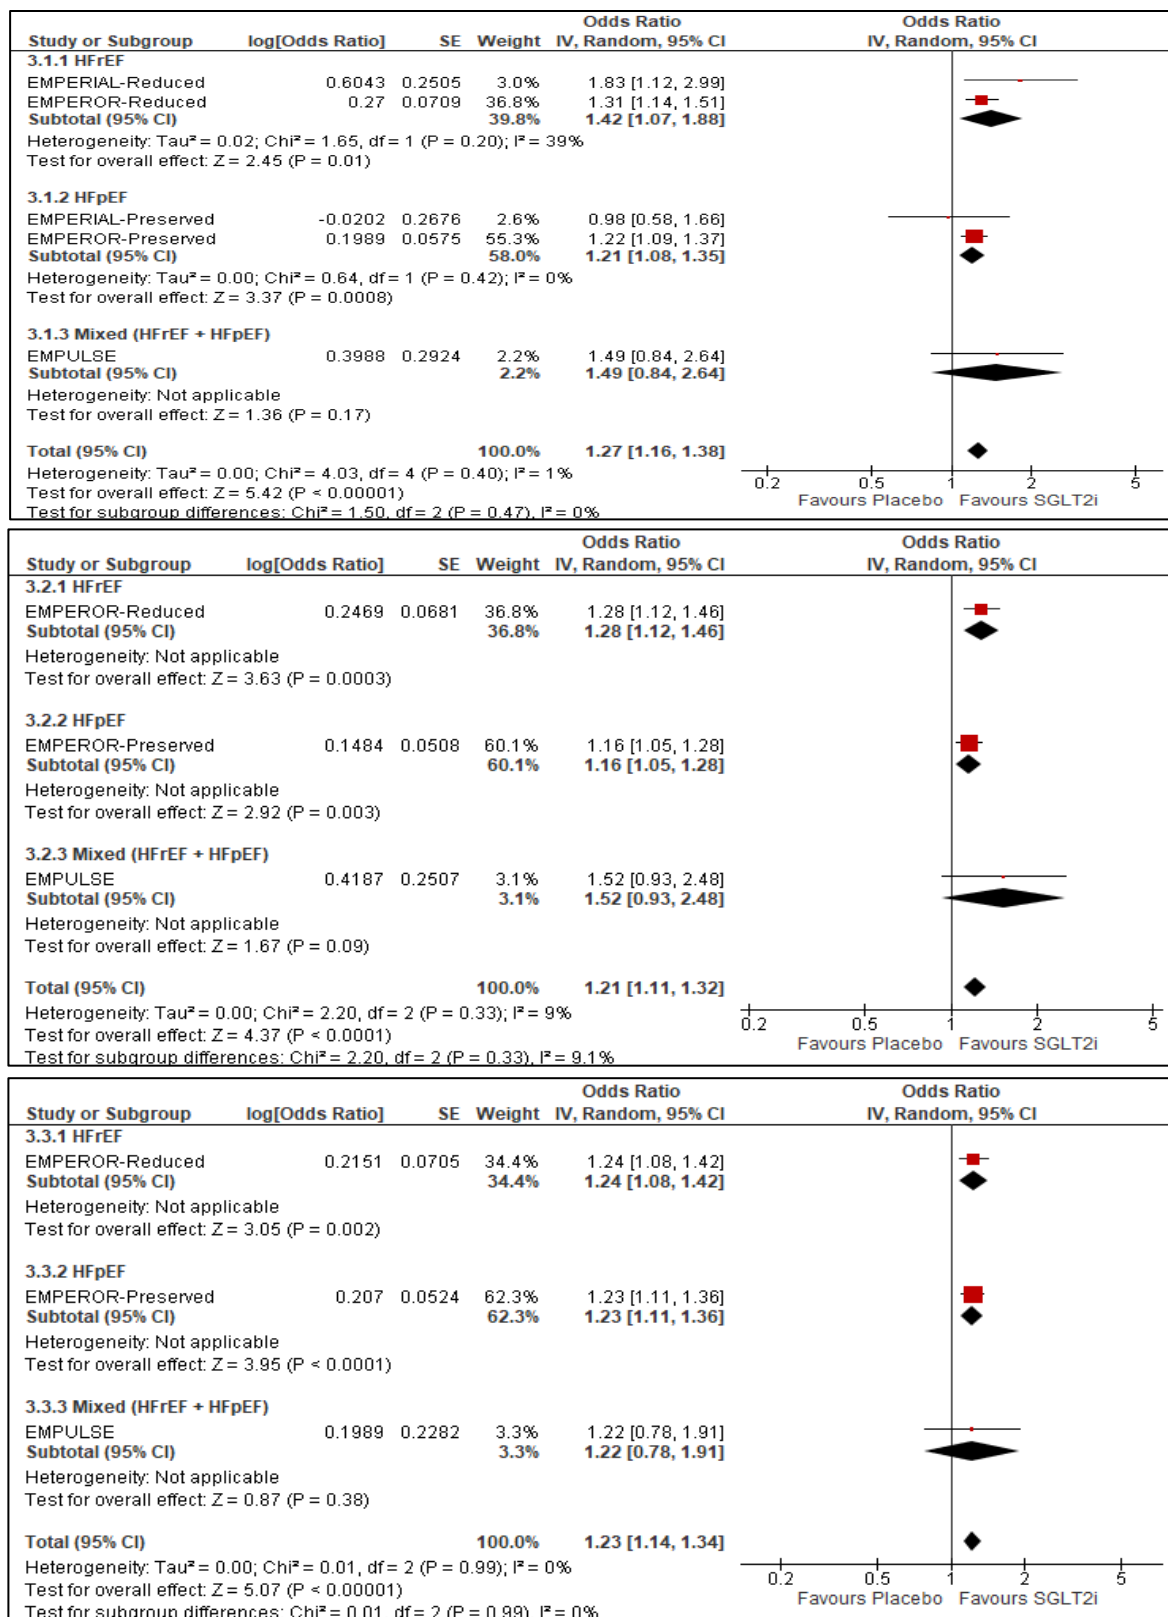 Odds Ratio Odds Ratio
Study or Subgroup log[Odds Ratio] SE Weight IV, Random, 95% CI IV, Random, 95% CI
3.1.1 HFrEF
EMPERIAL-Reduced 0.6043 0.2505 3.0% 1.83 [1.12, 2.99]
EMPEROR-Reduced 0.27 0.0709 36.8% 1.31 [1.14, 1.51]
Subtotal (95% CI) 39.8% 1.42 [1.07, 1.88]
Heterogeneity: Tau² = 0.02; Chi² = 1.65, df = 1 (P = 0.20); I² = 39%
Test for overall effect: Z = 2.45 (P = 0.01)
3.1.2 HFpEF
EMPERIAL-Preserved -0.0202 0.2676 2.6% 0.98 [0.58, 1.66]
EMPEROR-Preserved 0.1989 0.0575 55.3% 1.22 [1.09, 1.37]
Subtotal (95% CI) 58.0% 1.21 [1.08, 1.35]
Heterogeneity: Tau² = 0.00; Chi² = 0.64, df = 1 (P = 0.42); I² = 0%
Test for overall effect: Z = 3.37 (P = 0.0008)
3.1.3 Mixed (HFrEF + HFpEF)
EMPULSE 0.3988 0.2924 2.2% 1.49 [0.84, 2.64]
Subtotal (95% CI) 2.2% 1.49 [0.84, 2.64]
Heterogeneity: Not applicable
Test for overall effect: Z = 1.36 (P = 0.17)
Total (95% CI) 100.0% 1.27 [1.16, 1.38]
Heterogeneity: Tau² = 0.00; Chi² = 4.03, df = 4 (P = 0.40); I² = 1%
Test for overall effect: Z = 5.42 (P < 0.00001)
Test for subgroup differences: Chi² = 1.50, df = 2 (P = 0.47), I² = 0%
0.2 0.5 1 2 5
Favours Placebo Favours SGLT2i
Odds Ratio Odds Ratio
Study or Subgroup log[Odds Ratio] SE Weight IV, Random, 95% CI IV, Random, 95% CI
3.2.1 HFrEF
EMPEROR-Reduced 0.2469 0.0681 36.8% 1.28 [1.12, 1.46]
Subtotal (95% CI) 36.8% 1.28 [1.12, 1.46]
Heterogeneity: Not applicable
Test for overall effect: Z = 3.63 (P = 0.0003)
3.2.2 HFpEF
EMPEROR-Preserved 0.1484 0.0508 60.1% 1.16 [1.05, 1.28]
Subtotal (95% CI) 60.1% 1.16 [1.05, 1.28]
Heterogeneity: Not applicable
Test for overall effect: Z = 2.92 (P = 0.003)
3.2.3 Mixed (HFrEF + HFpEF)
EMPULSE 0.4187 0.2507 3.1% 1.52 [0.93, 2.48]
Subtotal (95% CI) 3.1% 1.52 [0.93, 2.48]
Heterogeneity: Not applicable
Test for overall effect: Z = 1.67 (P = 0.09)
Total (95% CI) 100.0% 1.21 [1.11, 1.32]
Heterogeneity: Tau² = 0.00; Chi² = 2.20, df = 2 (P = 0.33); I² = 9%
Test for overall effect: Z = 4.37 (P < 0.0001)
Test for subgroup differences: Chi² = 2.20, df = 2 (P = 0.33), I² = 9.1%
0.2 0.5 1 2 5
Favours Placebo Favours SGLT2i
Odds Ratio Odds Ratio
Study or Subgroup log[Odds Ratio] SE Weight IV, Random, 95% CI IV, Random, 95% CI
3.3.1 HFrEF
EMPEROR-Reduced 0.2151 0.0705 34.4% 1.24 [1.08, 1.42]
Subtotal (95% CI) 34.4% 1.24 [1.08, 1.42]
Heterogeneity: Not applicable
Test for overall effect: Z = 3.05 (P = 0.002)
3.3.2 HFpEF
EMPEROR-Preserved 0.207 0.0524 62.3% 1.23 [1.11, 1.36]
Subtotal (95% CI) 62.3% 1.23 [1.11, 1.36]
Heterogeneity: Not applicable
Test for overall effect: Z = 3.95 (P < 0.0001)
3.3.3 Mixed (HFrEF + HFpEF)
EMPULSE 0.1989 0.2282 3.3% 1.22 [0.78, 1.91]
Subtotal (95% CI) 3.3% 1.22 [0.78, 1.91]
Heterogeneity: Not applicable
Test for overall effect: Z = 0.87 (P = 0.38)
Total (95% CI) 100.0% 1.23 [1.14, 1.34]
Heterogeneity: Tau² = 0.00; Chi² = 0.01, df = 2 (P = 0.99); I² = 0%
Test for overall effect: Z = 5.07 (P < 0.00001)
Test for subgroup differences: Chi² = 0.01, df = 2 (P = 0.99), I² = 0%
0.2 0.5 1 2 5
Favours Placebo Favours SGLT2i